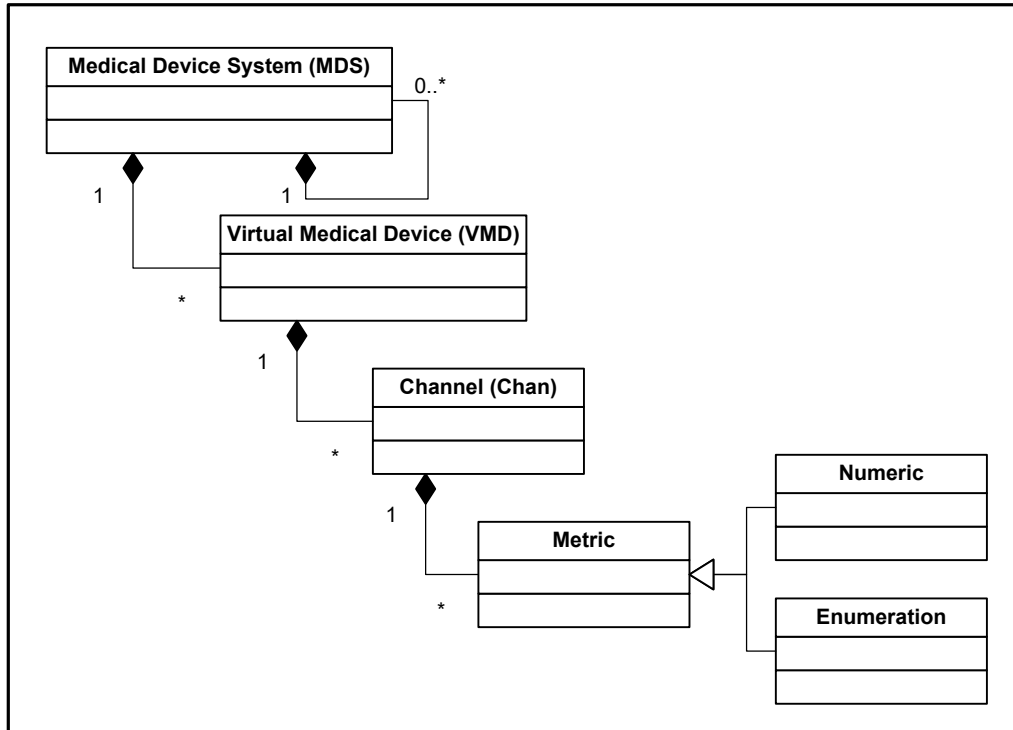 Medical Device System (MDS)
0..*
1
1
Virtual Medical Device (VMD)
*
1
Channel (Chan)
*
1
Numeric
Metric
*
Enumeration